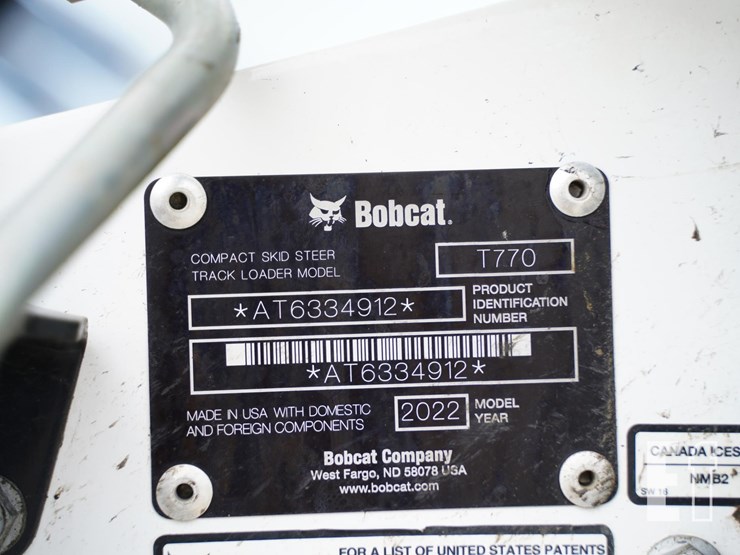 Bobcat®
COMPACT SKID STEER
TRACK LOADER MODEL
T770
*AT6334912*
PRODUCT
IDENTIFICATION
NUMBER
*AT6334912*
MADE IN USA WITH DOMESTIC
AND FOREIGN COMPONENTS
2022
MODEL
YEAR
Bobcat Company
West Fargo, ND 58078 USA
www.bobcat.com
CANADA ICES
NMB2
SW 16
FOR A LIST OF UNITED STATES PATENTS